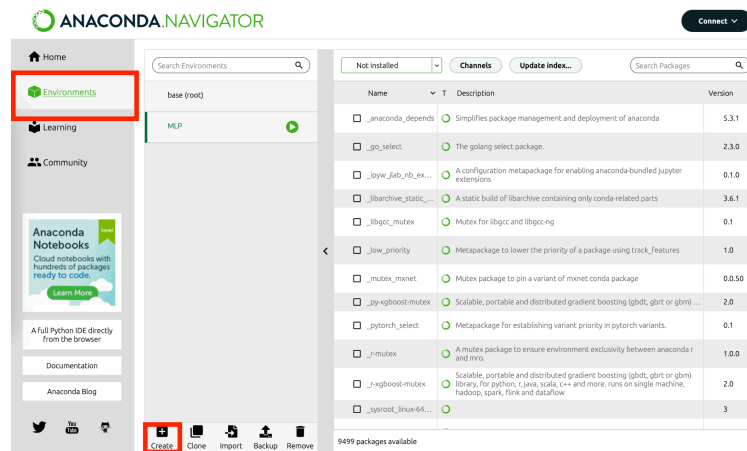 ANACONDA.NAVIGATOR
Connect
Home
Environments
Learning
Community
Anaconda
Notebooks
Cloud notebooks with
hundreds of packages
ready to code.
Learn More
A full Python IDE directly
from the browser
Documentation
Anaconda Blog
You
Tube
Search Environments
base (root)
MLP
Create Clone Import Backup Remove
Not installed Channels Update index... Search Packages
Name T Description Version
_anaconda_depends Simplifies package management and deployment of anaconda 5.3.1
_go_select The golang select package. 2.3.0
_ipyw_jlab_nb_ex... A configuration metapackage for enabling anaconda-bundled jupyter
extensions 0.1.0
_libarchive_static_... A static build of libarchive containing only conda-related parts 3.6.1
_libgcc_mutex Mutex for libgcc and libgcc-ng 0.1
_low_priority Metapackage to lower the priority of a package using track_features 1.0
_mutex_mxnet Mutex package to pin a variant of mxnet conda package 0.0.50
_py-xgboost-mutex Scalable, portable and distributed gradient boosting (gbdt, gbrt or gbm) ... 2.0
_pytorch_select Metapackage for establishing variant priority in pytorch variants. 0.1
_r-mutex A mutex package to ensure environment exclusivity between anaconda r
and mro. 1.0.0
_r-xgboost-mutex Scalable, portable and distributed gradient boosting (gbdt, gbrt or gbm)
library, for python, r, java, scala, c++ and more. runs on single machine,
hadoop, spark, flink and dataflow 2.0
_sysroot_linux-64... 3
9499 packages available